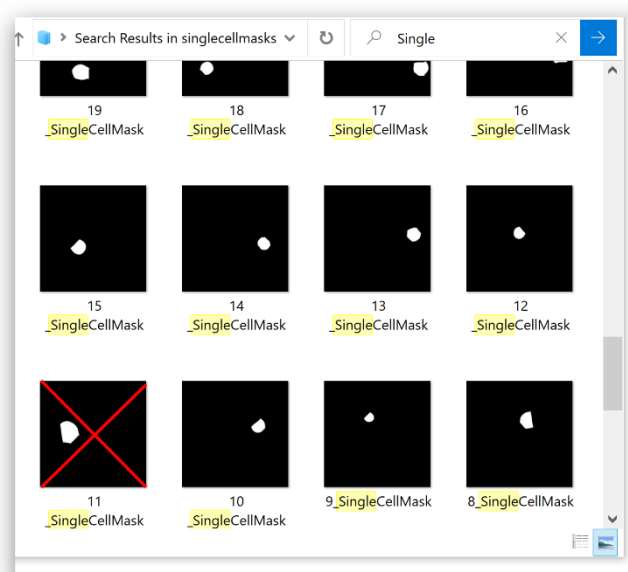 Search Results in singlecellmasks Single
19 18 17 16
_SingleCellMask _SingleCellMask _SingleCellMask _SingleCellMask
15 14 13 12
_SingleCellMask _SingleCellMask _SingleCellMask _SingleCellMask
11 10 9_SingleCellMask 8_SingleCellMask
_SingleCellMask _SingleCellMask